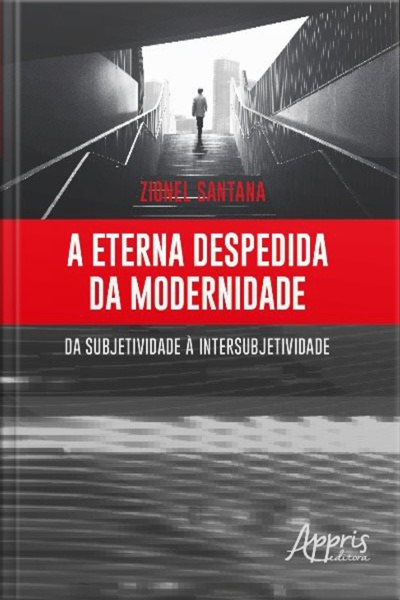 ZIONEL SANTANA
A ETERNA DESPEDIDA
DA MODERNIDADE
DA SUBJETIVIDADE À INTERSUBJETIVIDADE
Appris
editora